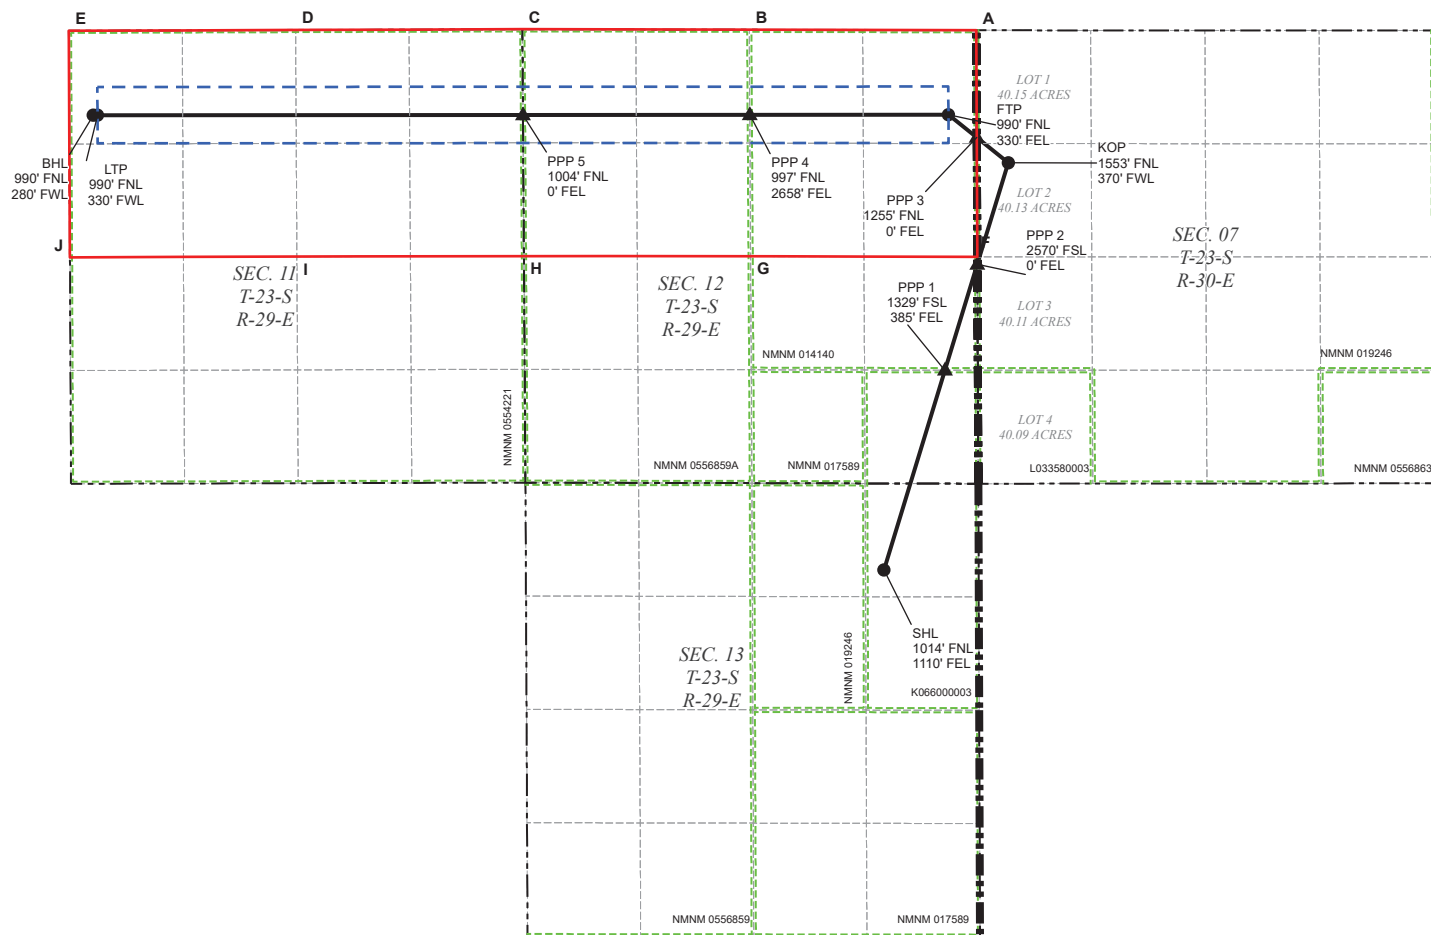 E
D
C
B
A
LOT 1
40.15 ACRES
FTP
990' FNL
330' FEL
KOP
1553' FNL
370' FWL
BHL
990' FNL
280' FWL
LTP
990' FNL
330' FWL
PPP 5
1004' FNL
0' FEL
PPP 4
997' FNL
2658' FEL
PPP 3
1255' FNL
0' FEL
LOT 2
40.13 ACRES
PPP 2
2570' FSL
0' FEL
SEC. 07
T-23-S
R-30-E
J
I
H
G
F
SEC. 11
T-23-S
R-29-E
SEC. 12
T-23-S
R-29-E
PPP 1
1329' FSL
385' FEL
LOT 3
40.11 ACRES
NMNM 014140
NMNM 019246
NMNM 0554221
LOT 4
40.09 ACRES
NMNM 0556859A
NMNM 017589
L033580003
NMNM 0556863
SHL
1014' FNL
1110' FEL
SEC. 13
T-23-S
R-29-E
NMNM 019246
K066000003
NMNM 0556859
NMNM 017589